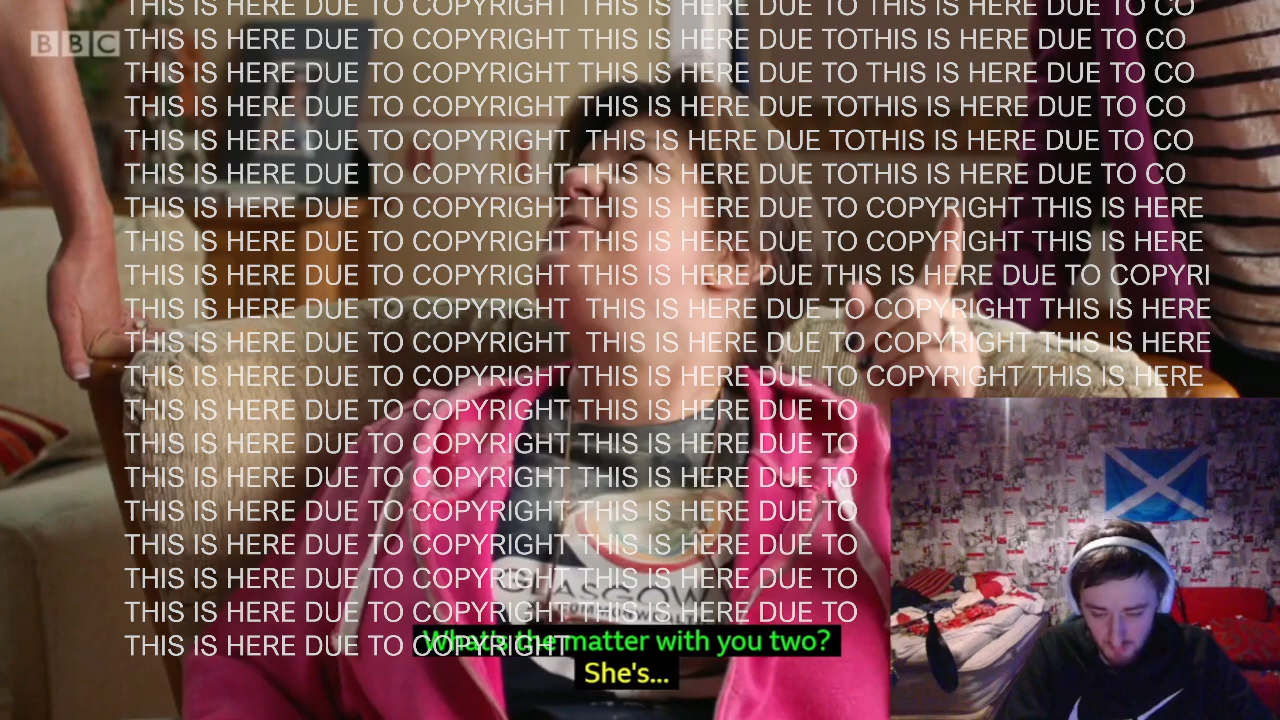 THIS IS HERE DUE TO COPYRIGHT THIS IS HERE DUE TO THIS IS HERE DUE TO CO
BBC
THIS IS HERE DUE TO COPYRIGHT THIS IS HERE DUE TOTHIS IS HERE DUE TO CO
THIS IS HERE DUE TO COPYRIGHT THIS IS HERE DUE TO THIS IS HERE DUE TO CO
THIS IS HERE DUE TO COPYRIGHT THIS IS HERE DUE TOTHIS IS HERE DUE TO CO
THIS IS HERE DUE TO COPYRIGHT  THIS IS HERE DUE TOTHIS IS HERE DUE TO CO
THIS IS HERE DUE TO COPYRIGHT THIS IS HERE DUE TOTHIS IS HERE DUE TO CO
THIS IS HERE DUE TO COPYRIGHT THIS IS HERE DUE TO COPYRIGHT THIS IS HERE
THIS IS HERE DUE TO COPYRIGHT THIS IS HERE DUE TO COPYRIGHT THIS IS HERE
THIS IS HERE DUE TO COPYRIGHT THIS IS HERE DUE THIS IS HERE DUE TO COPYRI
THIS IS HERE DUE TO COPYRIGHT  THIS IS HERE DUE TO COPYRIGHT THIS IS HERE
THIS IS HERE DUE TO COPYRIGHT  THIS IS HERE DUE TO COPYRIGHT THIS IS HERE
THIS IS HERE DUE TO COPYRIGHT THIS IS HERE DUE TO COPYRIGHT THIS IS HERE
THIS IS HERE DUE TO COPYRIGHT THIS IS HERE DUE TO
THIS IS HERE DUE TO COPYRIGHT THIS IS HERE DUE TO
THIS IS HERE DUE TO COPYRIGHT THIS IS HERE DUE TO
THIS IS HERE DUE TO COPYRIGHT THIS IS HERE DUE TO
THIS IS HERE DUE TO COPYRIGHT THIS IS HERE DUE TO
THIS IS HERE DUE TO COPYRIGHT THIS IS HERE DUE TO
GLASGOW
THIS IS HERE DUE TO COPYRIGHT THIS IS HERE DUE TO
THIS IS HERE DUE TO COPYRIGHT
What's the matter with you two?
She's...